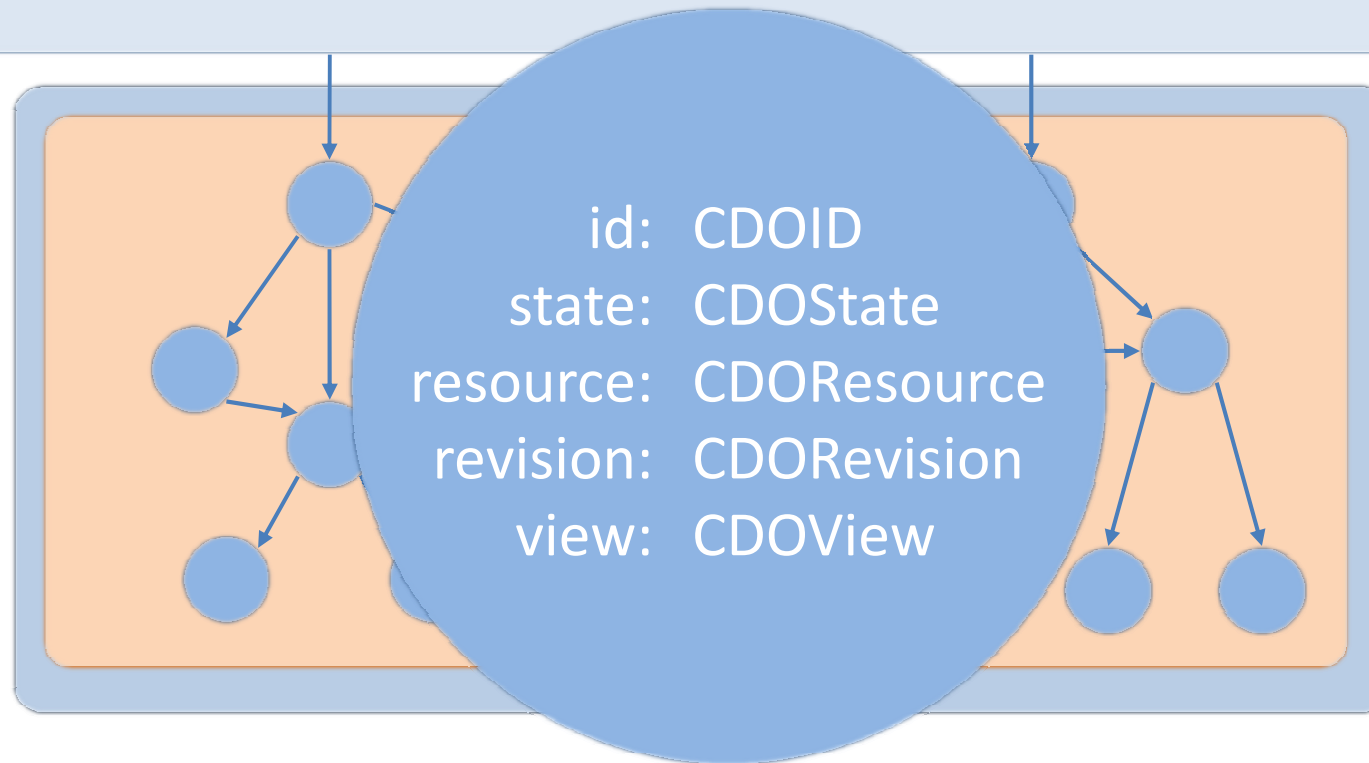 id: CDOID
state: CDOState
resource: CDOResource
revision: CDORevision
view: CDOView